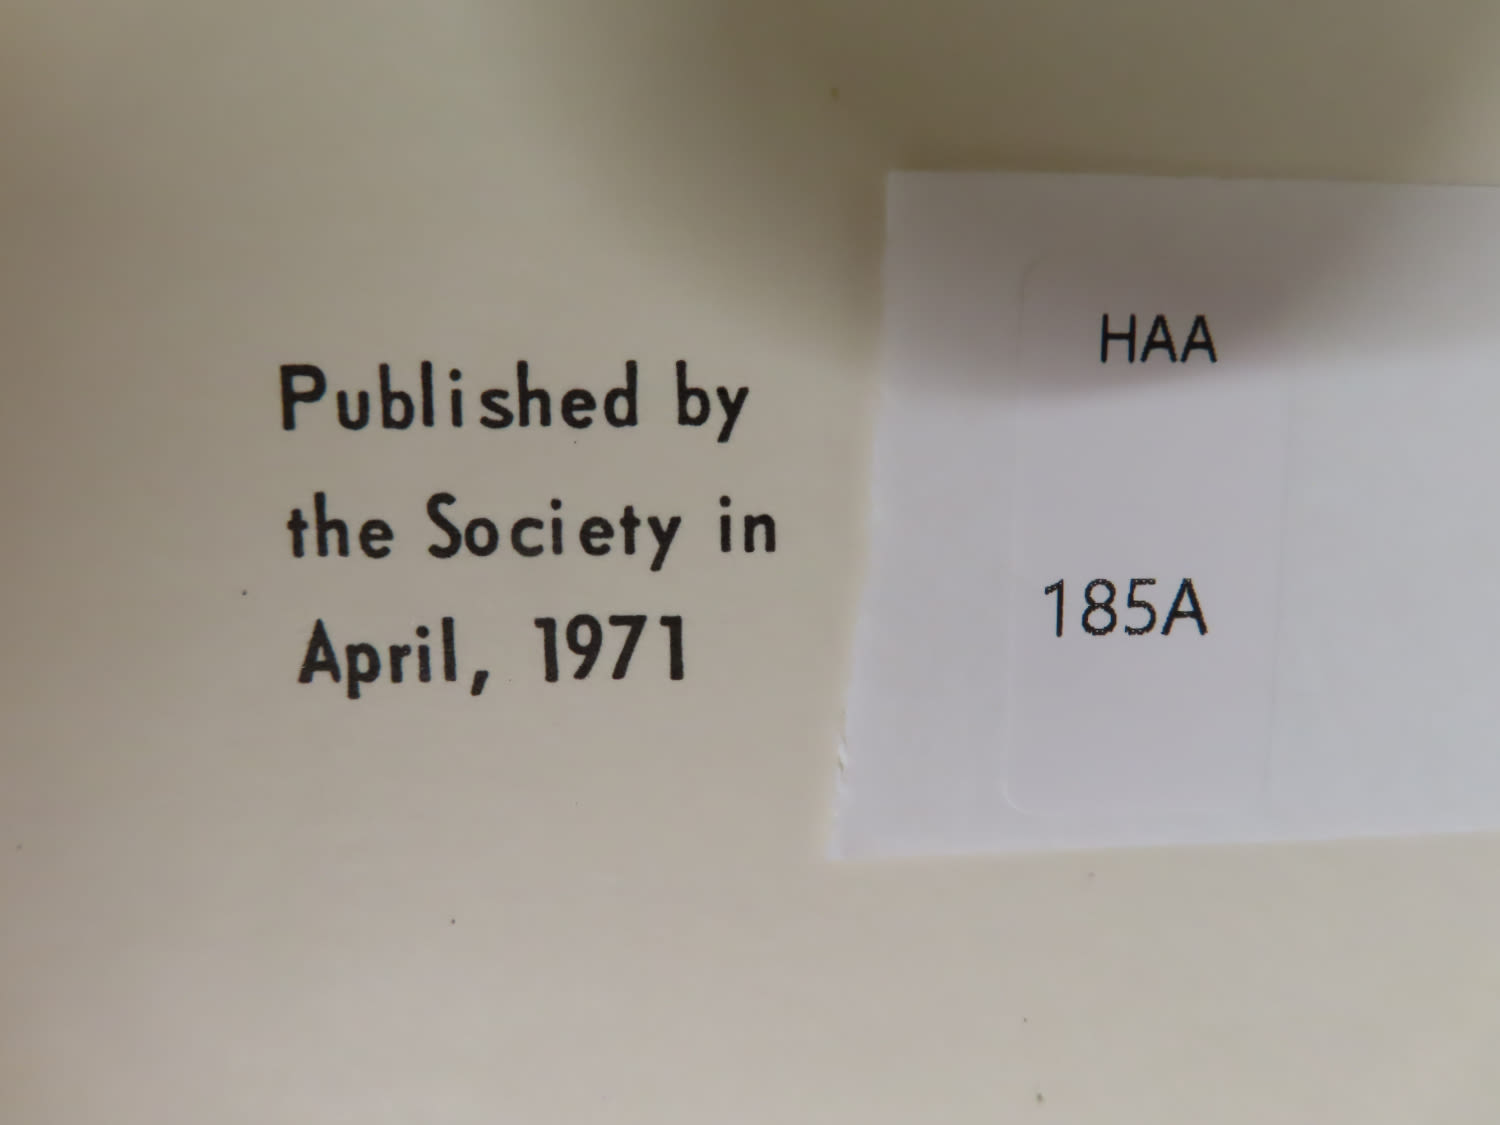 Published by
the Society in
April, 1971
HAA
185A